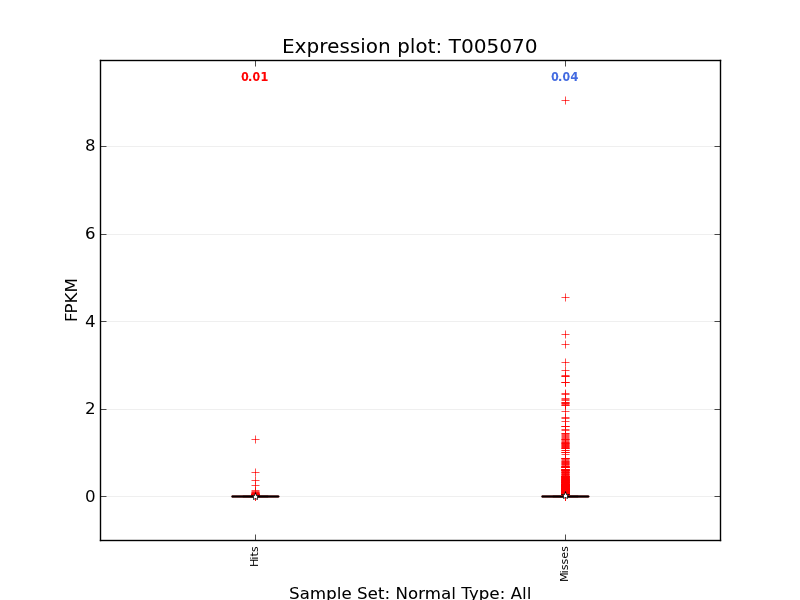 Expression plot: T005070
0.01
0.04
8
6
4
2
0
FPKM
Hits
Misses
Sample Set: Normal Type: All